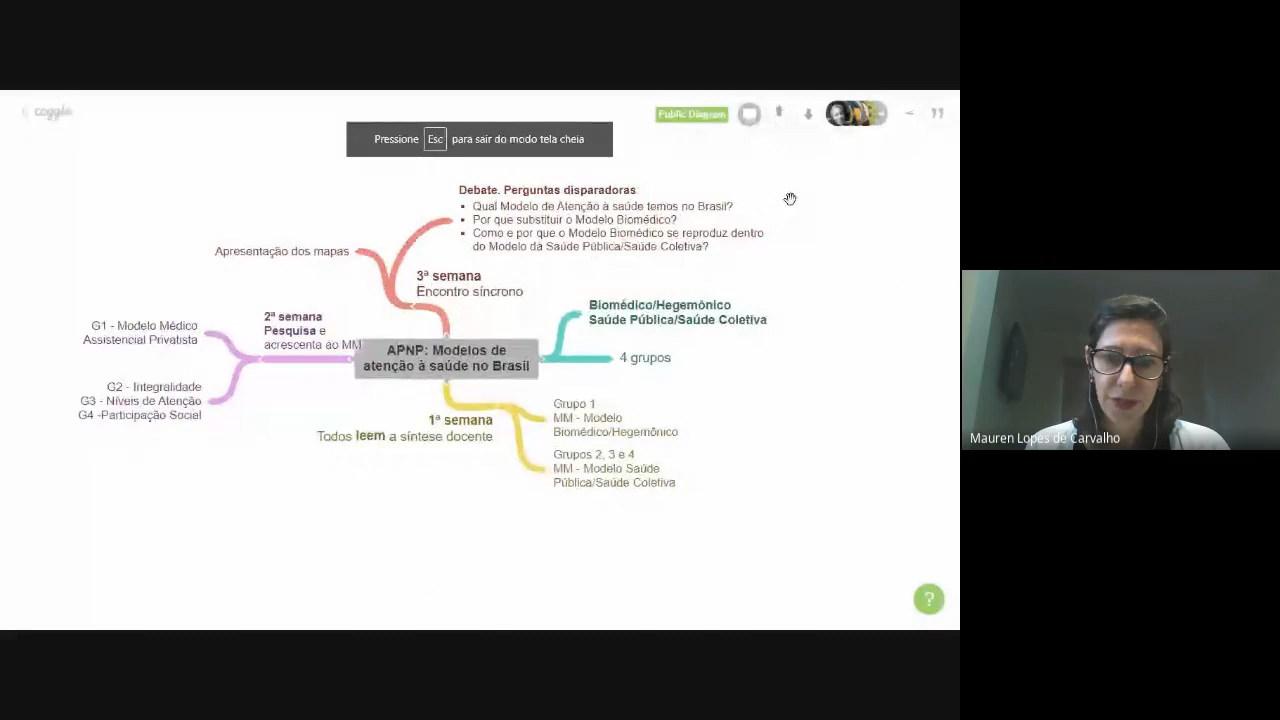 coggle
Public Diagram
Pressione Esc para sair do modo tela cheia
Debate. Perguntas disparadoras:
Qual Modelo de Atenção à saúde temos no Brasil?
Por que substituir o Modelo Biomédico?
Como e por que o Modelo Biomédico se reproduz dentro
do Modelo da Saúde Pública/Saúde Coletiva?
Apresentação dos mapas
3ª semana
Encontro síncrono
Biomédico/Hegemônico
Saúde Pública/Saúde Coletiva
4 grupos
2ª semana
Pesquisa e
acrescenta ao MM
G1 - Modelo Médico
Assistencial Privatista
G2 - Integralidade
G3 - Níveis de Atenção
G4 -Participação Social
APNP: Modelos de
atenção à saúde no Brasil
1ª semana
Todos leem a síntese docente
Grupo 1
MM - Modelo
Biomédico/Hegemônico
Grupos 2, 3 e 4
MM - Modelo Saúde
Pública/Saúde Coletiva
?
Mauren Lopes de Carvalho